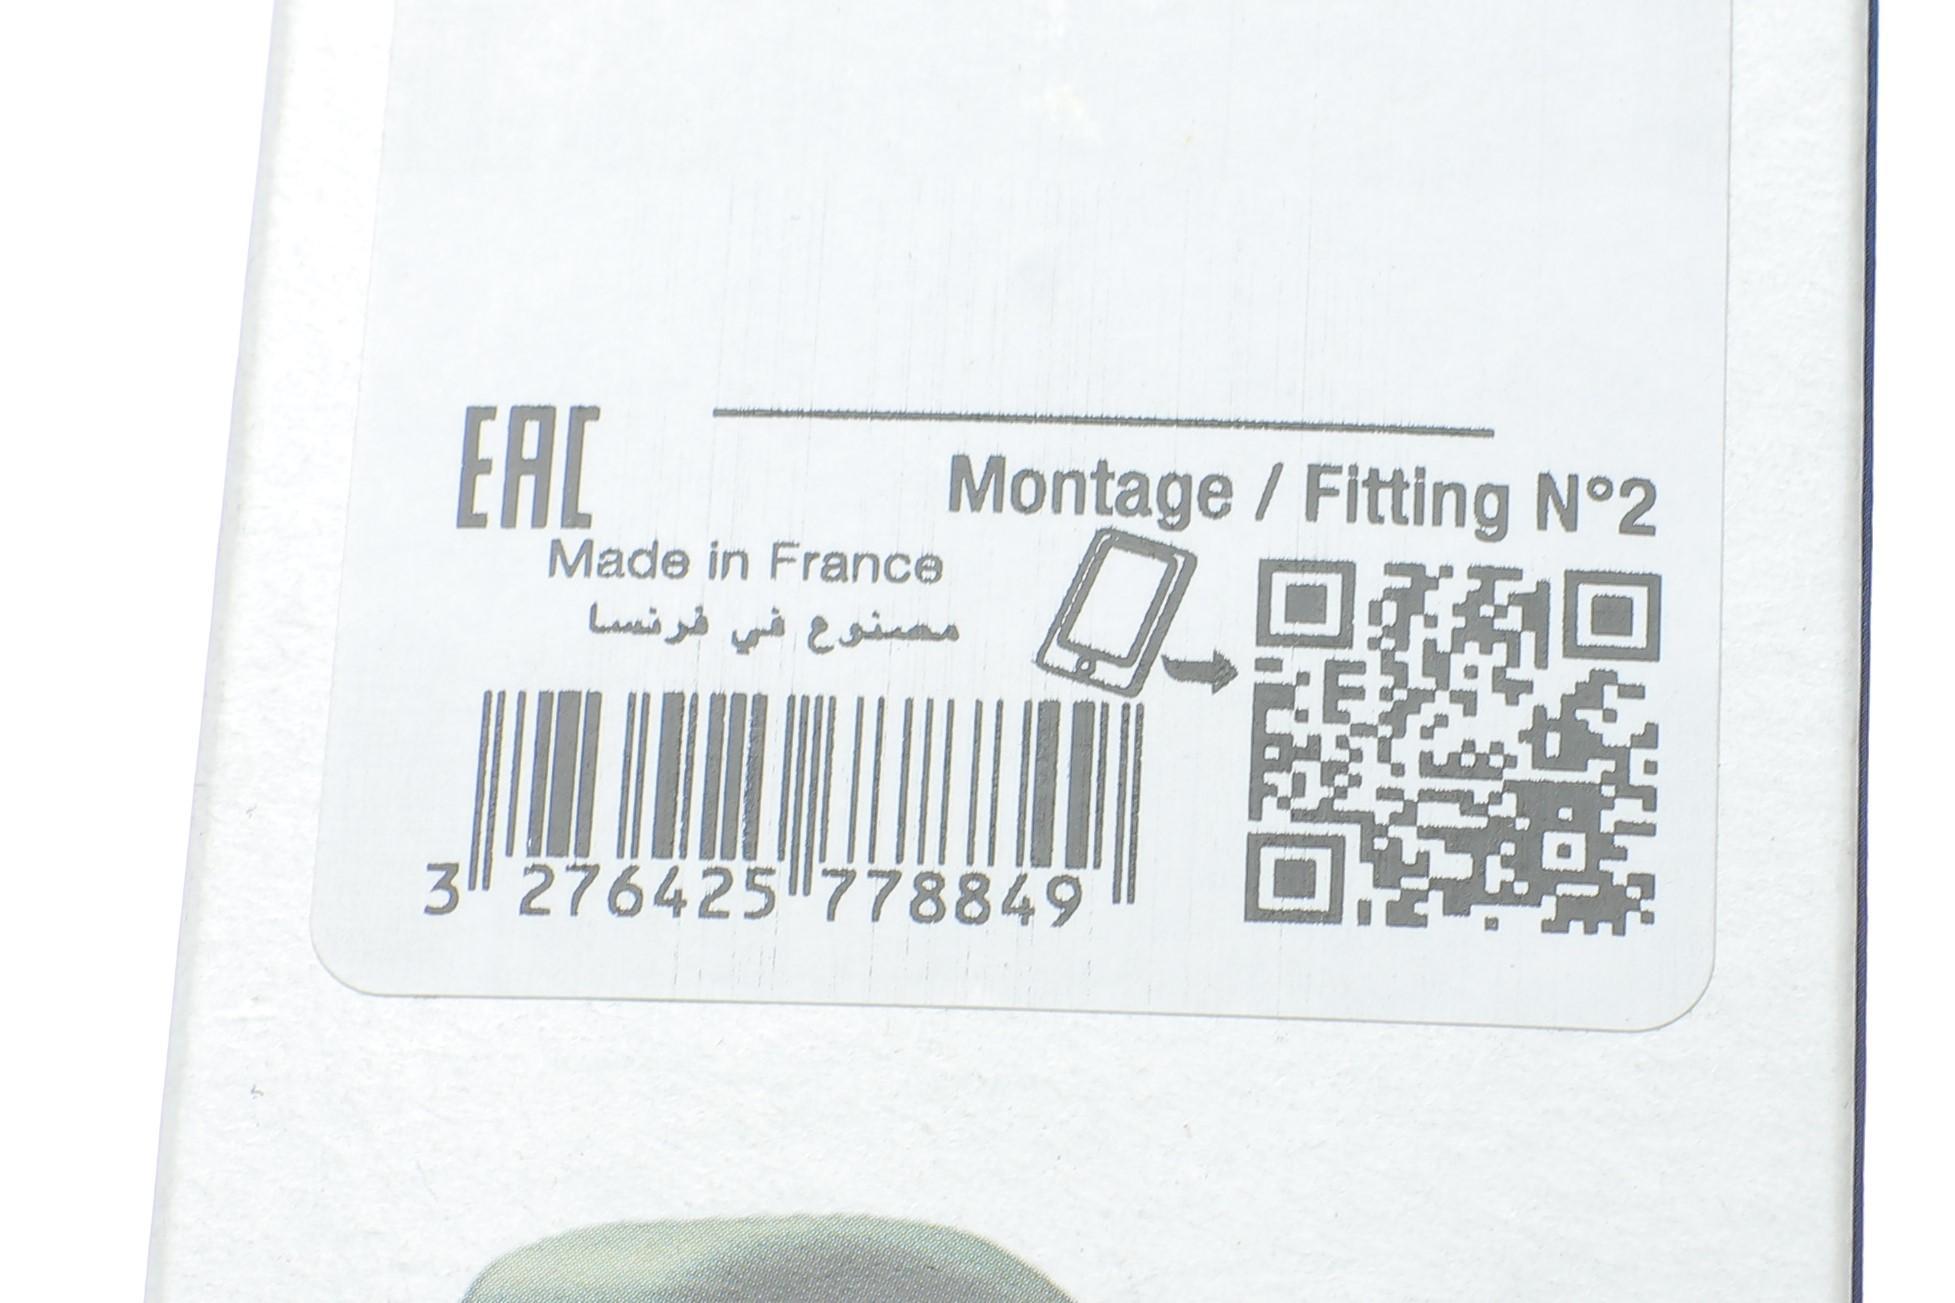 EAC
Montage / Fitting N°2
Made in France
مصنوع في فرنسا
3 276425 778849